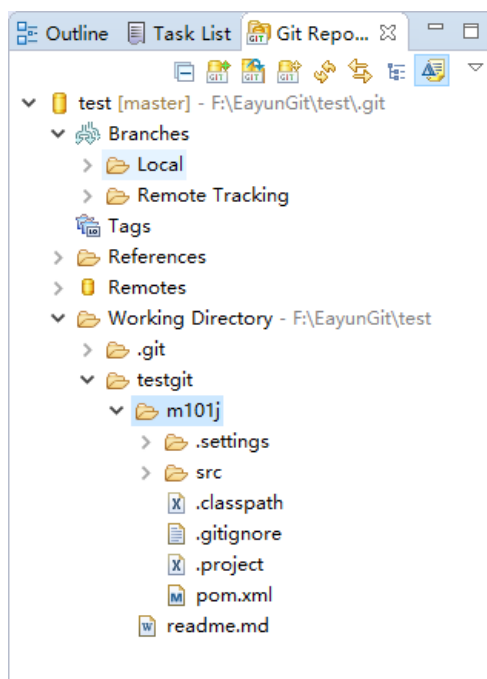 Outline Task List Git Repo...
test [master] - F:\EayunGit\test\.git
Branches
Local
Remote Tracking
Tags
References
Remotes
Working Directory - F:\EayunGit\test
.git
testgit
m101j
.settings
src
.classpath
.gitignore
.project
pom.xml
readme.md